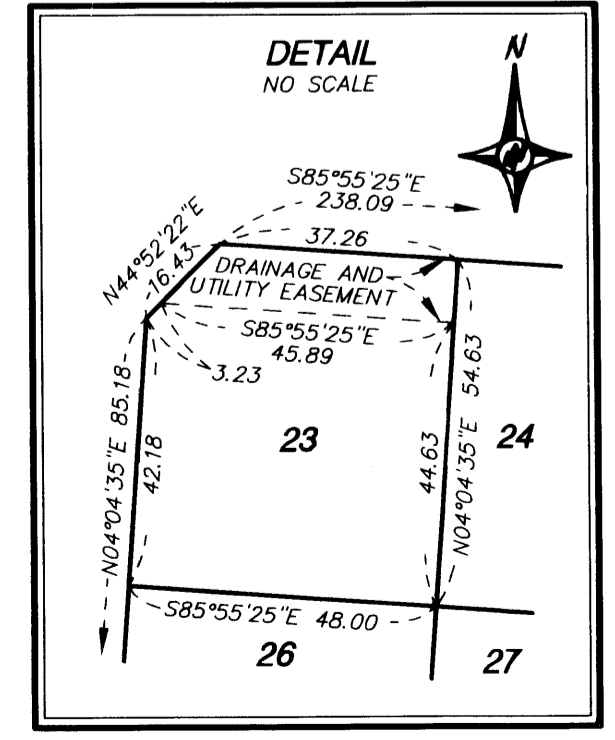 DETAIL
NO SCALE
N
S85°55'25"E
238.09
N44°52'22"E
16.43
37.26
DRAINAGE AND
UTILITY EASEMENT
S85°55'25"E
45.89
3.23
N04°04'35"E 85.18
42.18
23
44.63
N04°04'35"E 54.63
24
S85°55'25"E 48.00
26
27